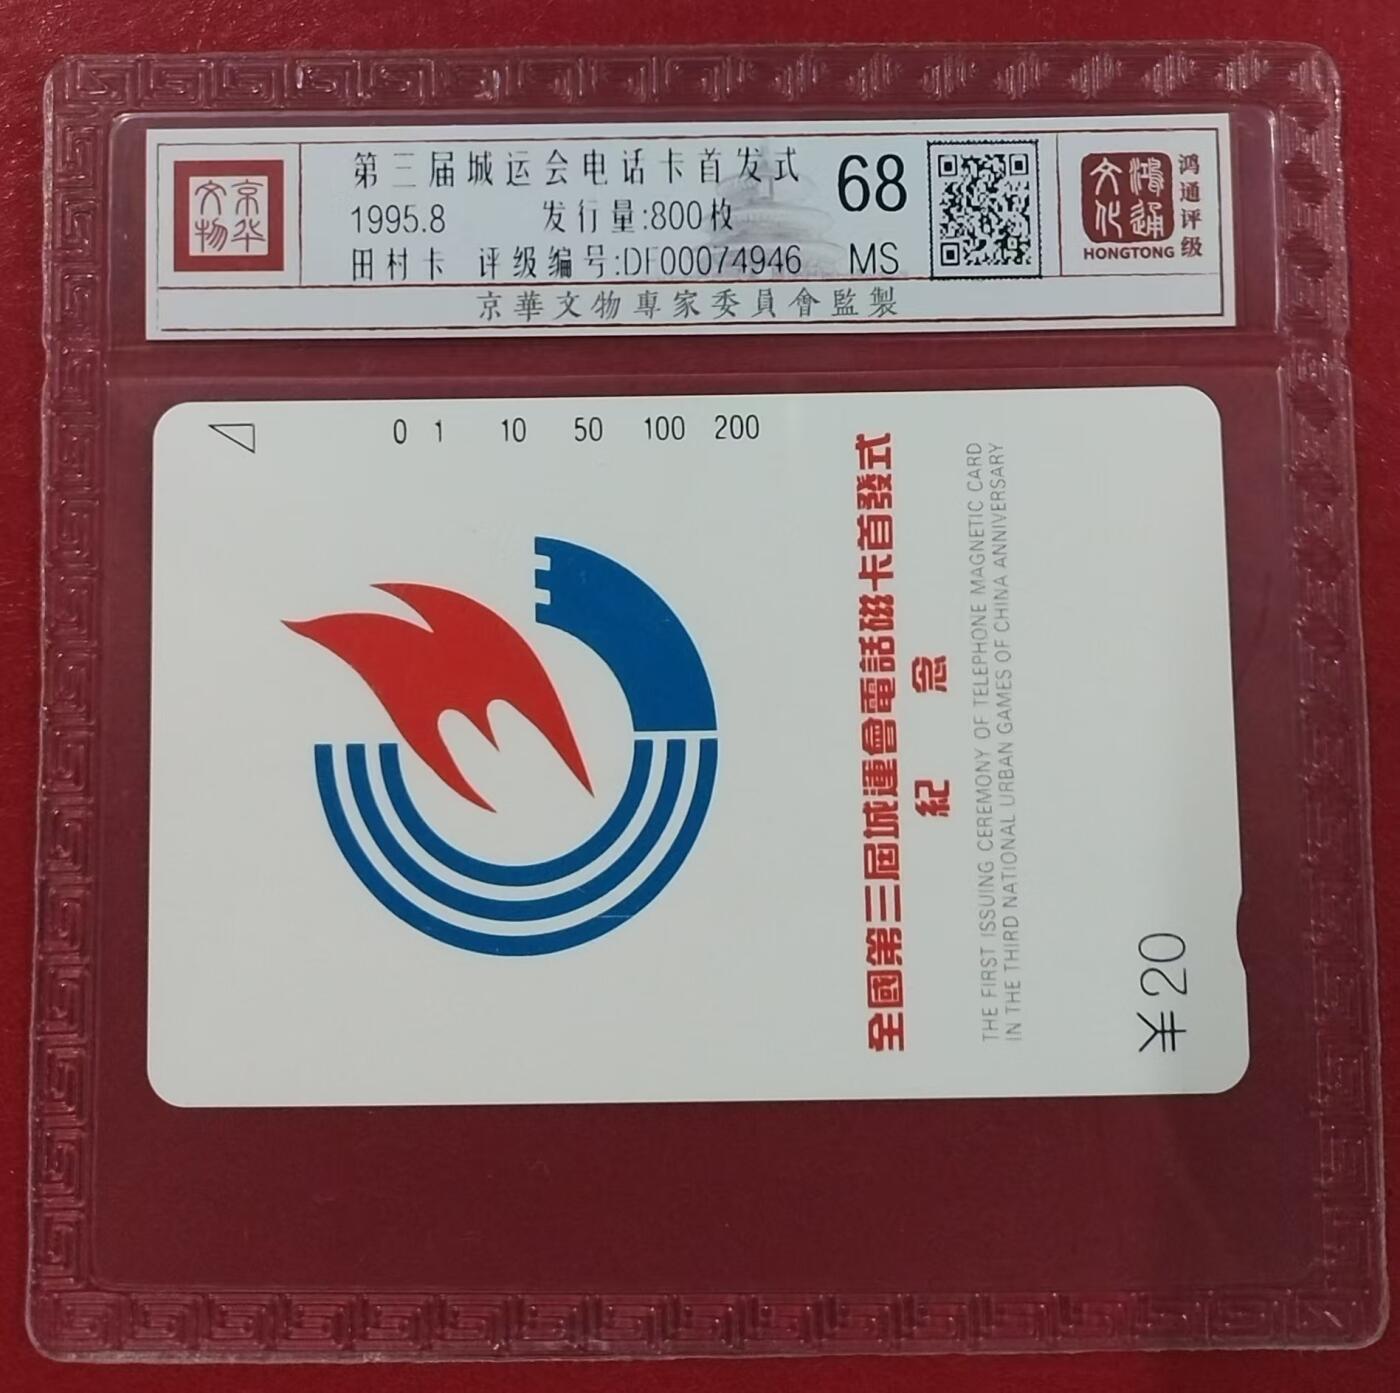 京华
文物
第三届城运会电话卡首发式
1995.8 发行量:800枚
田村卡 评级编号:DF00074946
68
MS
鸿通
文化
HONGTONG
鸿通评级
京華文物專家委員會監製
0 1 10 50 100 200
全國第三屆城運會電話磁卡首發式
紀 念
THE FIRST ISSUING CEREMONY OF TELEPHONE MAGNETIC CARD
IN THE THIRD NATIONAL URBAN GAMES OF CHINA ANNIVERSARY
¥20